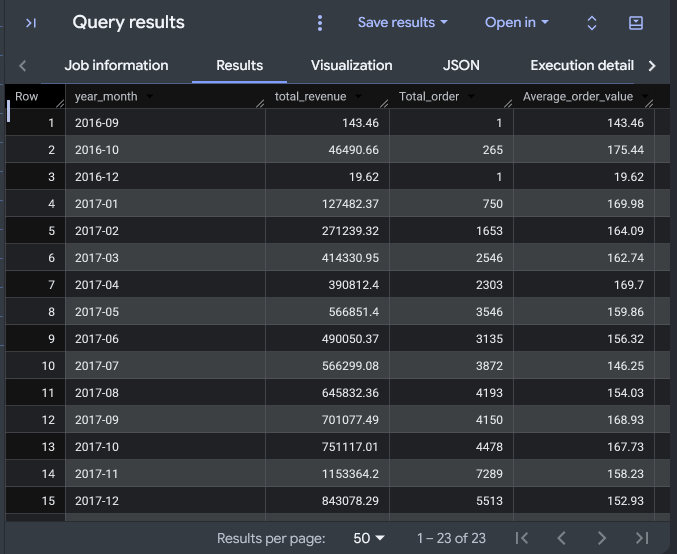 Query results Save results Open in
Job information Results Visualization JSON Execution detail
Row year_month total_revenue Total_order Average_order_value
1 2016-09 143.46 1 143.46
2 2016-10 46490.66 265 175.44
3 2016-12 19.62 1 19.62
4 2017-01 127482.37 750 169.98
5 2017-02 271239.32 1653 164.09
6 2017-03 414330.95 2546 162.74
7 2017-04 390812.4 2303 169.7
8 2017-05 566851.4 3546 159.86
9 2017-06 490050.37 3135 156.32
10 2017-07 566299.08 3872 146.25
11 2017-08 645832.36 4193 154.03
12 2017-09 701077.49 4150 168.93
13 2017-10 751117.01 4478 167.73
14 2017-11 1153364.2 7289 158.23
15 2017-12 843078.29 5513 152.93
Results per page: 50 1 – 23 of 23